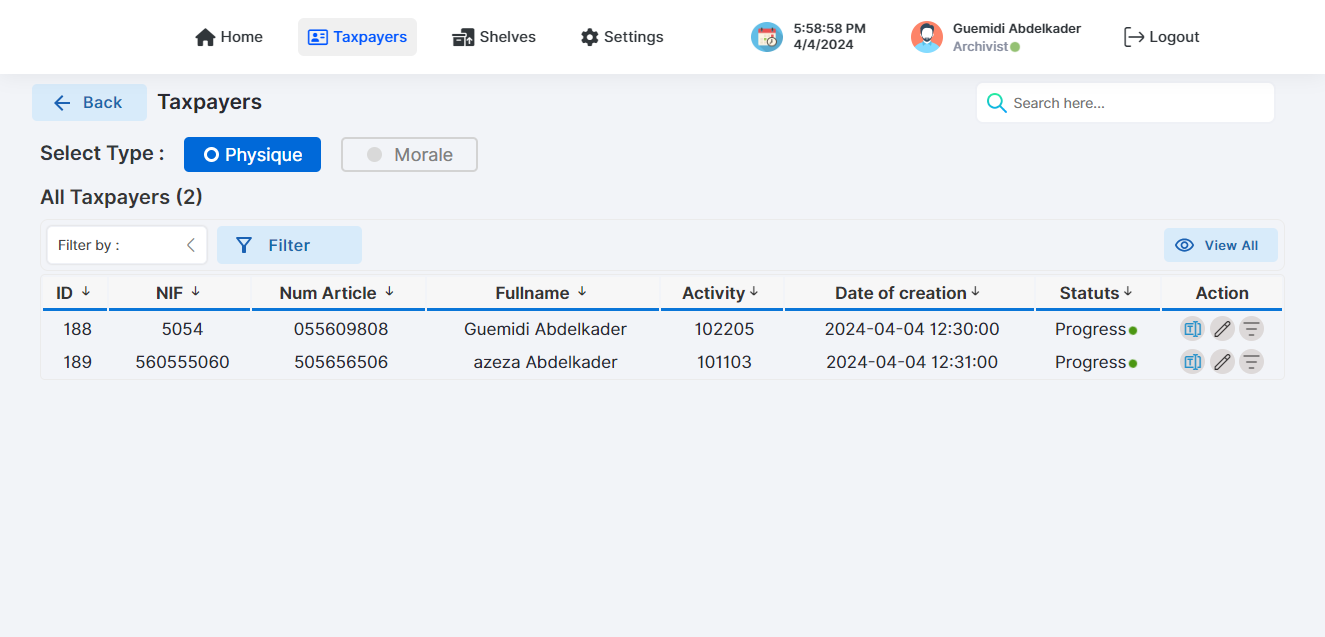 Home Taxpayers Shelves Settings 5:58:58 PM 4/4/2024 Guemidi Abdelkader Archivist Logout
Back Taxpayers Search here...
Select Type : Physique Morale
All Taxpayers (2)
Filter by : Filter View All
ID ↓ NIF ↓ Num Article ↓ Fullname ↓ Activity ↓ Date of creation ↓ Statuts ↓ Action
188 5054 055609808 Guemidi Abdelkader 102205 2024-04-04 12:30:00 Progress
189 560555060 505656506 azeza Abdelkader 101103 2024-04-04 12:31:00 Progress